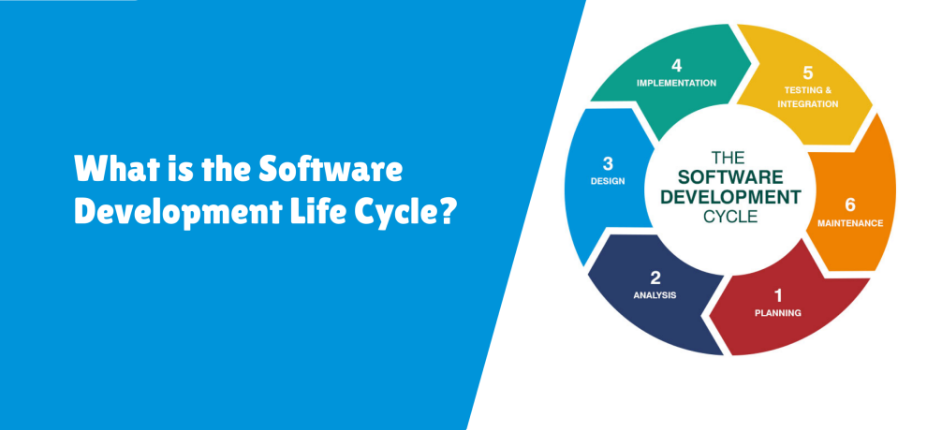 What is the Software
Development Life Cycle?
THE
SOFTWARE
DEVELOPMENT
CYCLE
1
PLANNING
2
ANALYSIS
3
DESIGN
4
IMPLEMENTATION
5
TESTING &
INTEGRATION
6
MAINTENANCE